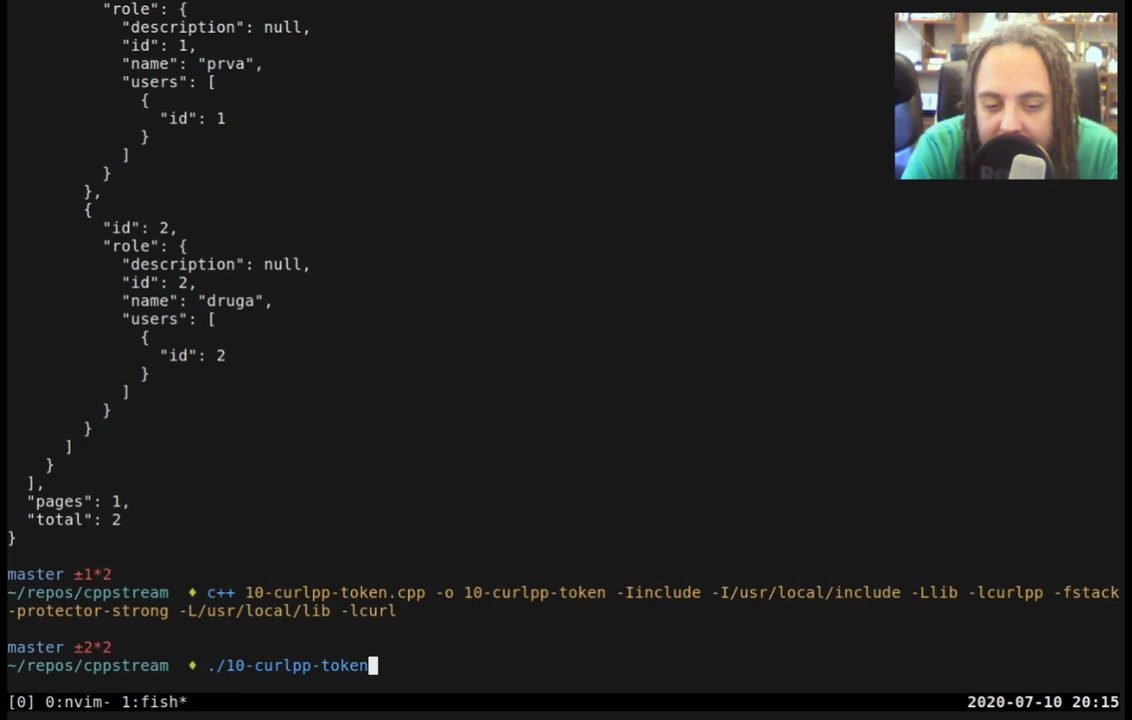 "role": {
"description": null,
"id": 1,
"name": "prva",
"users": [
{
"id": 1
}
]
}
},
{
"id": 2,
"role": {
"description": null,
"id": 2,
"name": "druga",
"users": [
{
"id": 2
}
]
}
}
]
}
],
"pages": 1,
"total": 2
}
master ±1*2
~/repos/cppstream ♦ c++ 10-curlpp-token.cpp -o 10-curlpp-token -Iinclude -I/usr/local/include -Llib -lcurlpp -fstack
-protector-strong -L/usr/local/lib -lcurl
master ±2*2
~/repos/cppstream ♦ ./10-curlpp-token
[0] 0:nvim- 1:fish*
2020-07-10 20:15